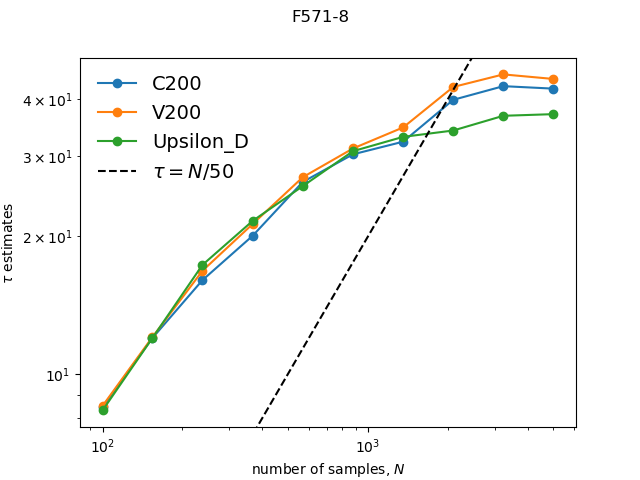 F571-8
C200
V200
Upsilon_D
τ = N/50
4 × 10¹
3 × 10¹
2 × 10¹
10¹
τ estimates
10² 10³
number of samples, N